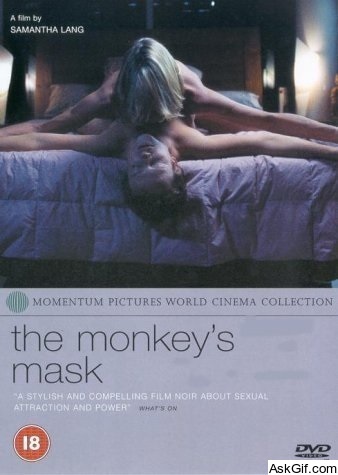 A film by
SAMANTHA LANG
MOMENTUM PICTURES WORLD CINEMA COLLECTION
the monkey's
mask
"A STYLISH AND COMPELLING FILM NOIR ABOUT SEXUAL
ATTRACTION AND POWER" WHAT'S ON
18
DVD
VIDEO
AskGif.com